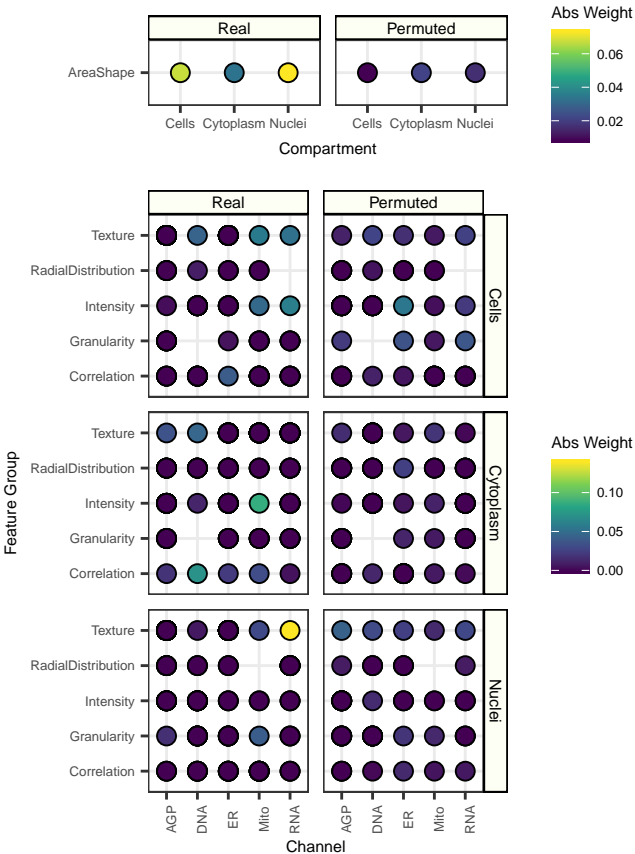 Abs Weight
Real Permuted
0.06
AreaShape
0.04
0.02
Cells Cytoplasm Nuclei Cells Cytoplasm Nuclei
Compartment
Real Permuted
Texture
RadialDistribution
Intensity
Granularity
Correlation
Cells
Texture
RadialDistribution
Intensity
Granularity
Correlation
Cytoplasm
Feature Group
Abs Weight
0.10
0.05
0.00
Texture
RadialDistribution
Intensity
Granularity
Correlation
Nuclei
AGP DNA ER Mito RNA AGP DNA ER Mito RNA
Channel